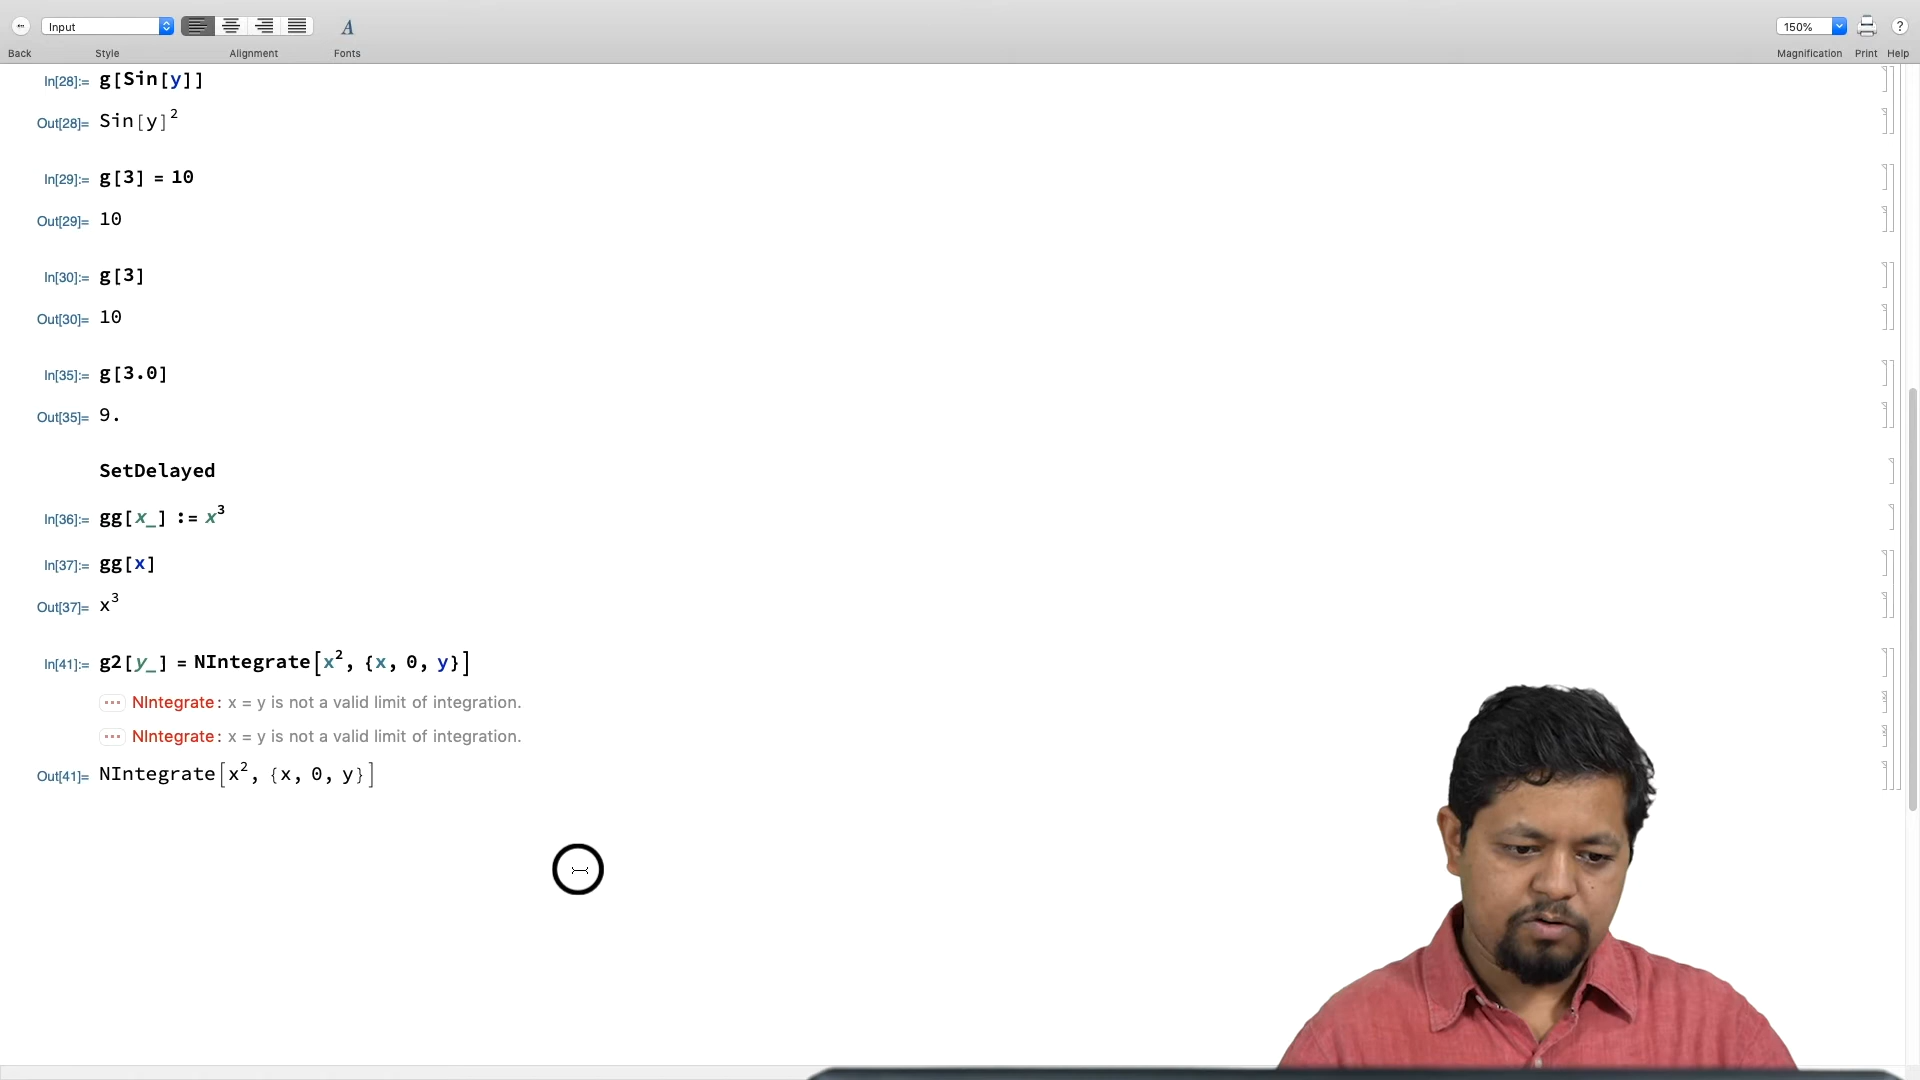 Input
150%
Back Style Alignment Fonts Magnification Print Help
In[28]:= g[Sin[y]]
Out[28]= Sin[y]²
In[29]:= g[3] = 10
Out[29]= 10
In[30]:= g[3]
Out[30]= 10
In[35]:= g[3.0]
Out[35]= 9.
SetDelayed
In[36]:= gg[x_] := x³
In[37]:= gg[x]
Out[37]= x³
In[41]:= g2[y_] = NIntegrate[x², {x, 0, y}]
NIntegrate: x = y is not a valid limit of integration.
NIntegrate: x = y is not a valid limit of integration.
Out[41]= NIntegrate[x², {x, 0, y}]